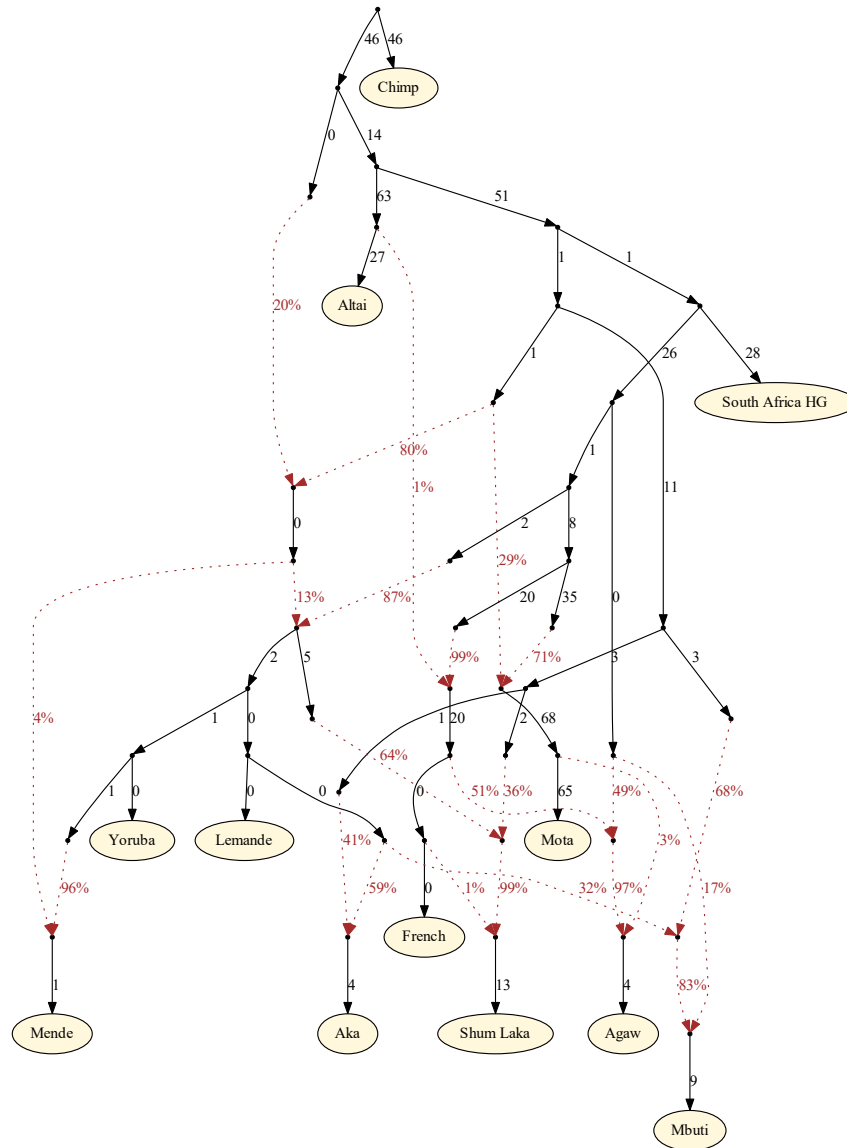 46 46
Chimp
0 14
63 51
27 1 1
Altai
20% 1 26 28
South Africa HG
80% 1% 1 11
0 2 8
29%
13% 87% 20 35 0
2 5 99% 71% 3 3
4% 1 0 1 20 2 68
64% 51% 36% 65 49% 68%
1 0 0 0 0
Yoruba Lemande Mota
41% 3%
96% 59% 0 1% 99% 32% 97% 17%
French
1 4 13 4 83%
Mende Aka Shum Laka Agaw
9
Mbuti